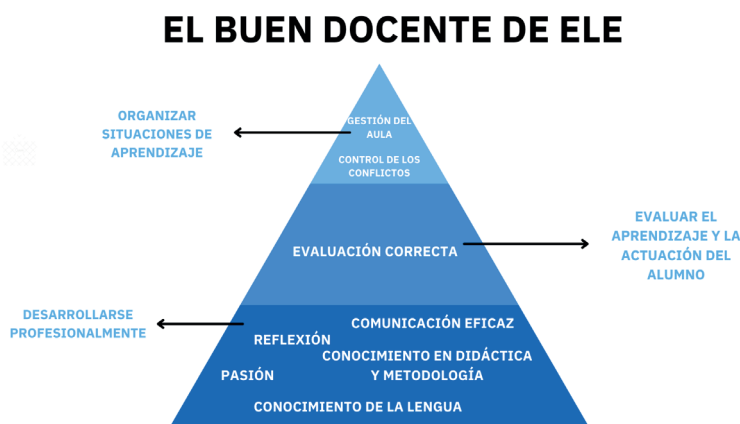 EL BUEN DOCENTE DE ELE
ORGANIZAR
SITUACIONES DE
APRENDIZAJE
GESTIÓN DEL
AULA
CONTROL DE LOS
CONFLICTOS
EVALUACIÓN CORRECTA
EVALUAR EL
APRENDIZAJE Y LA
ACTUACIÓN DEL
ALUMNO
DESARROLLARSE
PROFESIONALMENTE
COMUNICACIÓN EFICAZ
REFLEXIÓN
CONOCIMIENTO EN DIDÁCTICA
Y METODOLOGÍA
PASIÓN
CONOCIMIENTO DE LA LENGUA